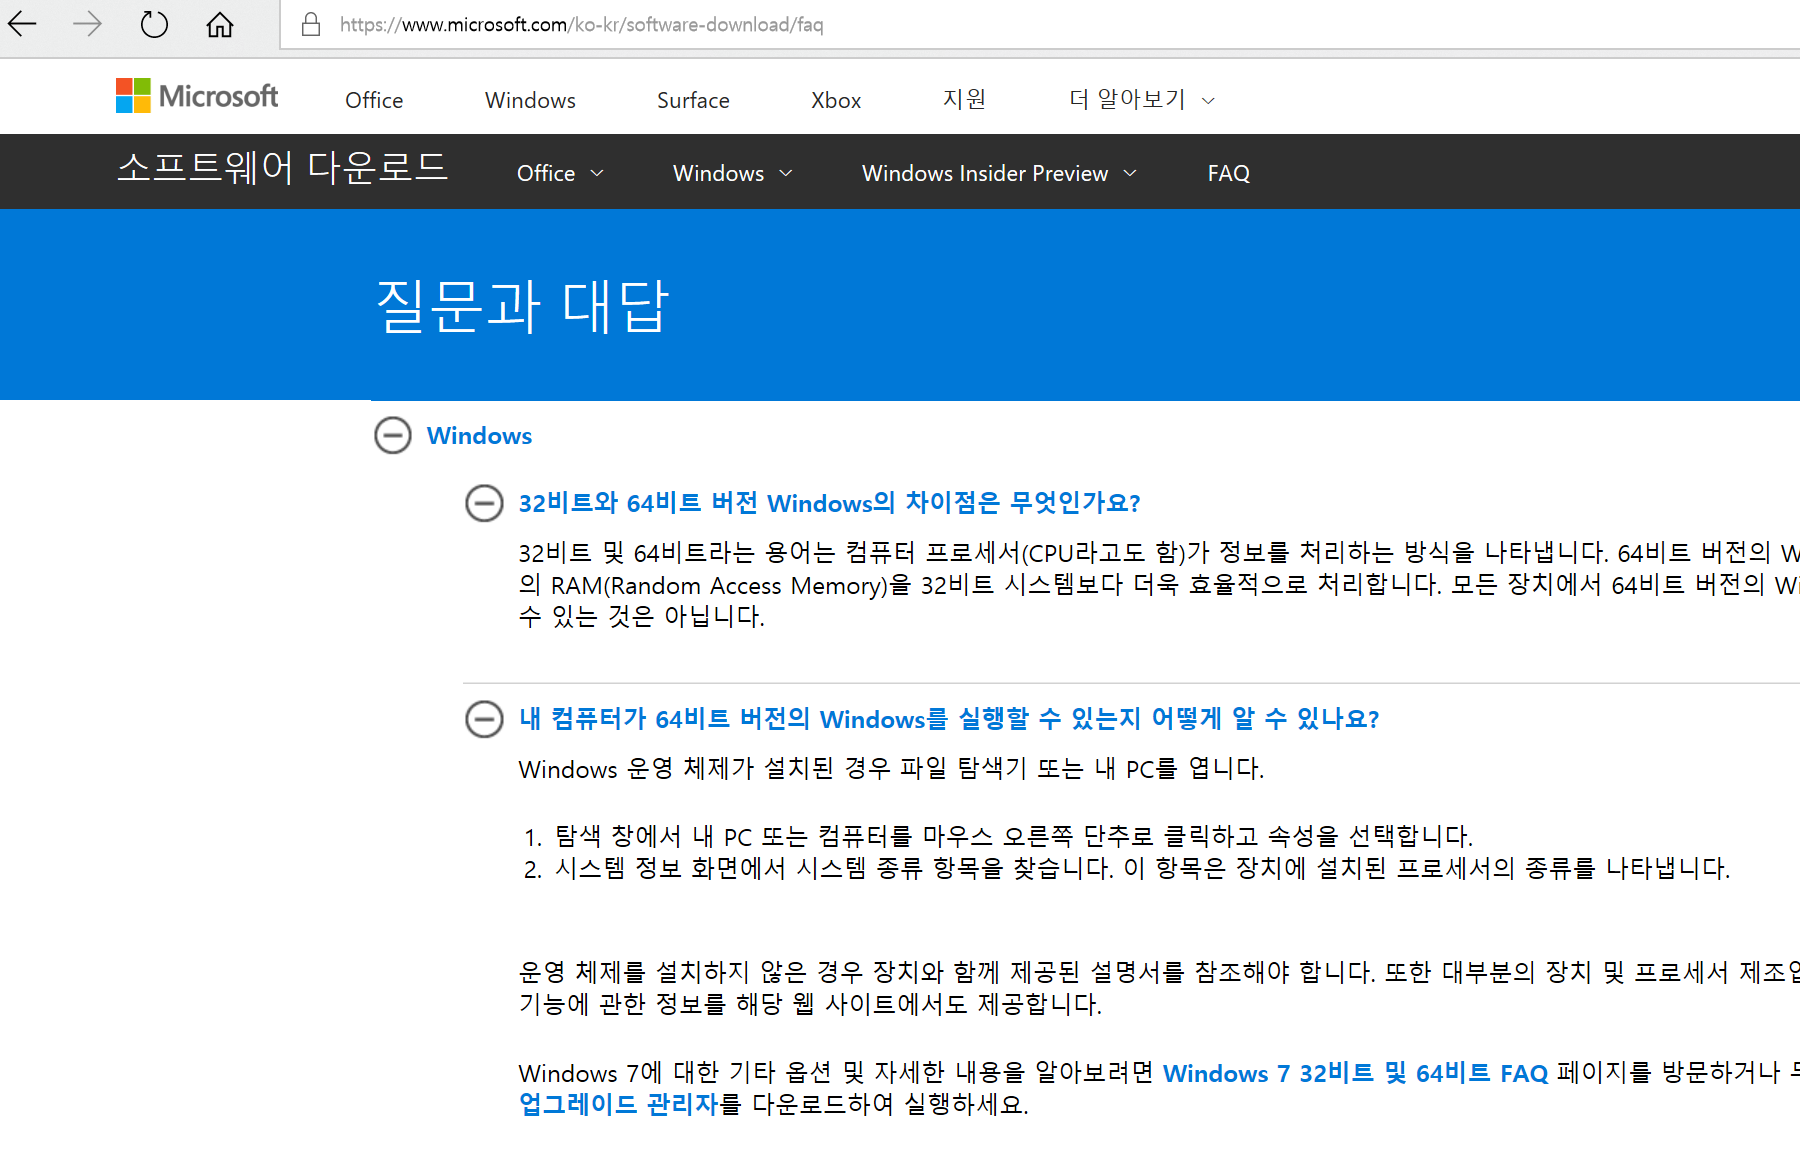 https://www.microsoft.com/ko-kr/software-download/faq
Microsoft Office Windows Surface Xbox 지원 더 알아보기
소프트웨어 다운로드 Office Windows Windows Insider Preview FAQ
질문과 대답
Windows
32비트와 64비트 버전 Windows의 차이점은 무엇인가요?
32비트 및 64비트라는 용어는 컴퓨터 프로세서(CPU라고도 함)가 정보를 처리하는 방식을 나타냅니다. 64비트 버전의
의 RAM(Random Access Memory)을 32비트 시스템보다 더욱 효율적으로 처리합니다. 모든 장치에서 64비트 버전의
수 있는 것은 아닙니다.
내 컴퓨터가 64비트 버전의 Windows를 실행할 수 있는지 어떻게 알 수 있나요?
Windows 운영 체제가 설치된 경우 파일 탐색기 또는 내 PC를 엽니다.
1. 탐색 창에서 내 PC 또는 컴퓨터를 마우스 오른쪽 단추로 클릭하고 속성을 선택합니다.
2. 시스템 정보 화면에서 시스템 종류 항목을 찾습니다. 이 항목은 장치에 설치된 프로세서의 종류를 나타냅니다.
운영 체제를 설치하지 않은 경우 장치와 함께 제공된 설명서를 참조해야 합니다. 또한 대부분의 장치 및 프로세서
기능에 관한 정보를 해당 웹 사이트에서도 제공합니다.
Windows 7에 대한 기타 옵션 및 자세한 내용을 알아보려면 Windows 7 32비트 및 64비트 FAQ 페이지를 방문하거나
업그레이드 관리자를 다운로드하여 실행하세요.